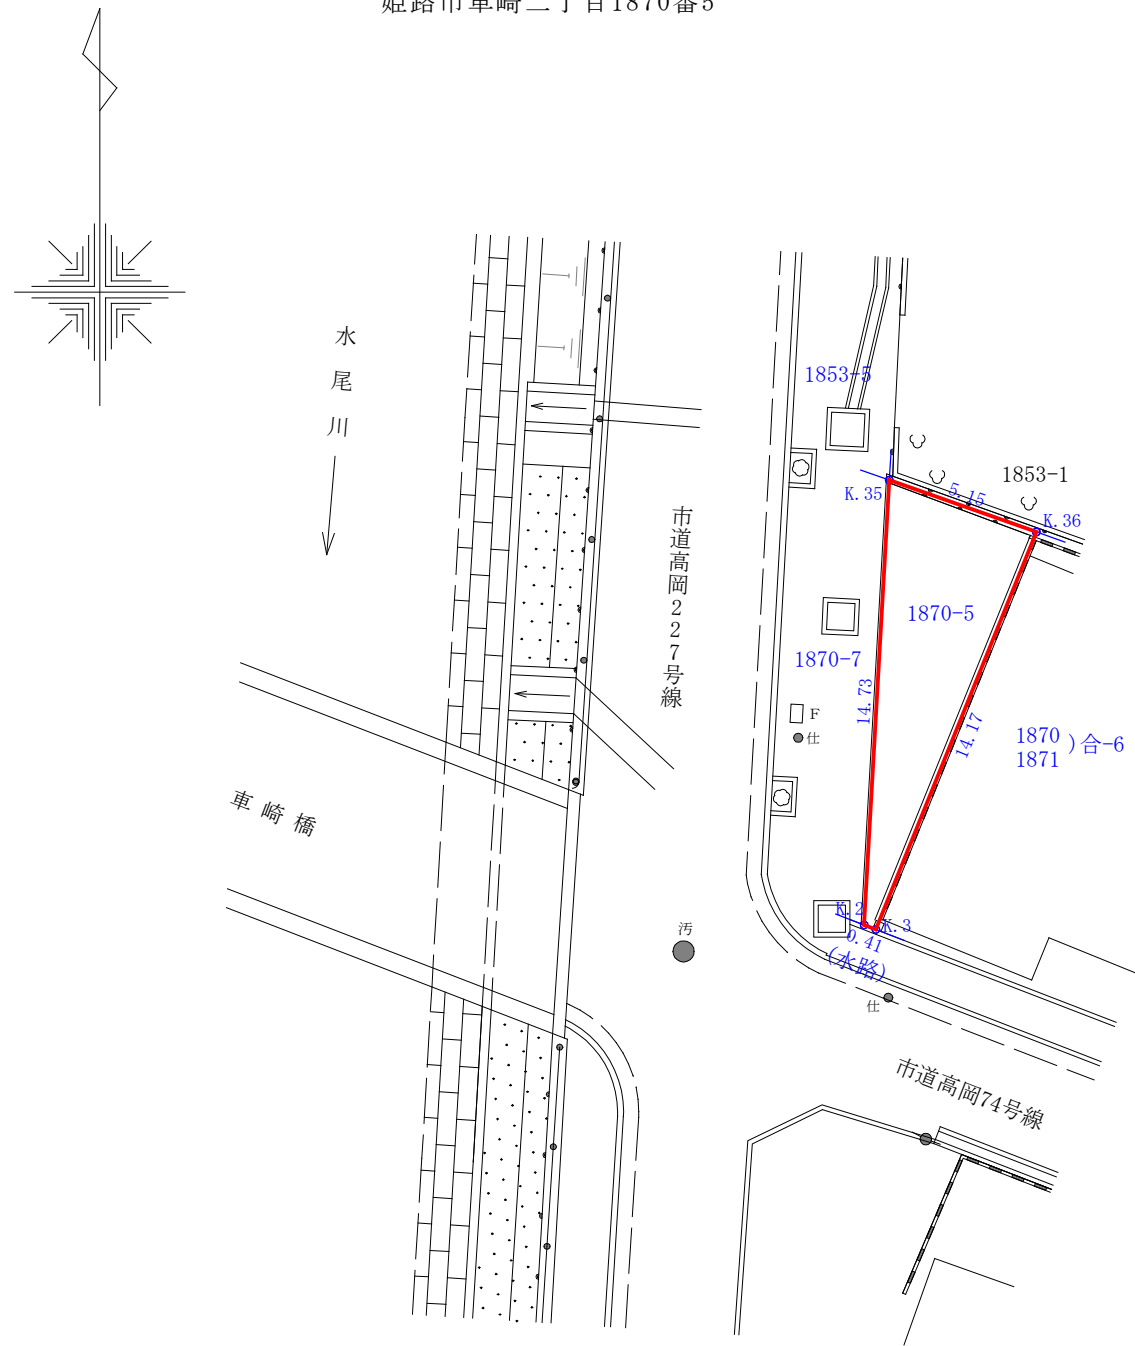 姫路市車崎二丁目1870番5
水尾川
1853-5
1853-1
K.35
5.15
K.36
市道高岡227号線
1870-5
1870-7
14.73
14.17
F
仕
1870
1871
)合-6
車崎橋
K.2
K.3
0.41
(水路)
汚
仕
市道高岡74号線